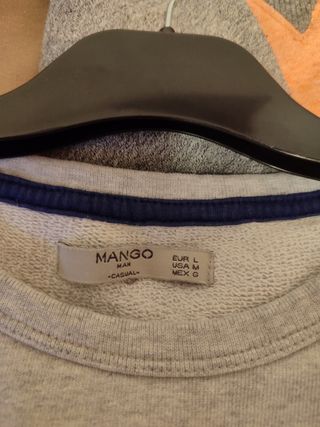 MANGO
MAN
•CASUAL•
EUR L
USA M
MEX G